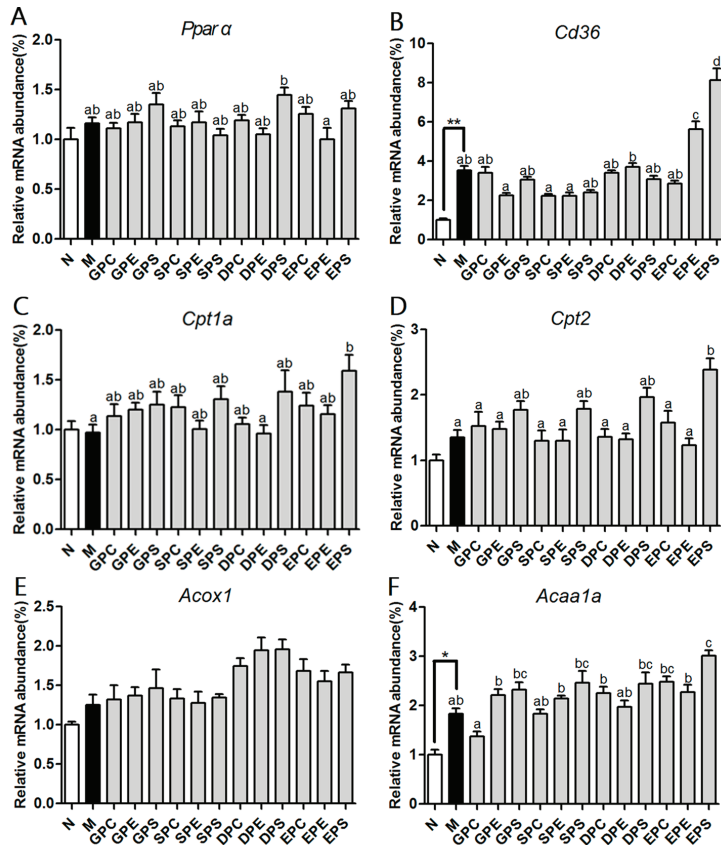 A
Ppar α
Relative mRNA abundance(%)
2.0
1.5
1.0
0.5
0.0
ab ab ab ab ab ab ab ab ab b ab a ab
N M GPC GPE GPS SPC SPE SPS DPC DPE DPS EPC EPE EPS
B
Cd36
Relative mRNA abundance(%)
10
8
6
4
2
0
**
ab ab a ab a a ab ab b ab ab c d
N M GPC GPE GPS SPC SPE SPS DPC DPE DPS EPC EPE EPS
C
Cpt1a
Relative mRNA abundance(%)
2.0
1.5
1.0
0.5
0.0
a ab ab ab ab ab ab ab a ab ab ab b
N M GPC GPE GPS SPC SPE SPS DPC DPE DPS EPC EPE EPS
D
Cpt2
Relative mRNA abundance(%)
3
2
1
0
a a a ab a a ab a a ab a a b
N M GPC GPE GPS SPC SPE SPS DPC DPE DPS EPC EPE EPS
E
Acox1
Relative mRNA abundance(%)
2.5
2.0
1.5
1.0
0.5
0.0
N M GPC GPE GPS SPC SPE SPS DPC DPE DPS EPC EPE EPS
F
Acaa1a
Relative mRNA abundance(%)
4
3
2
1
0
*
ab a b bc ab b bc b ab bc bc b c
N M GPC GPE GPS SPC SPE SPS DPC DPE DPS EPC EPE EPS